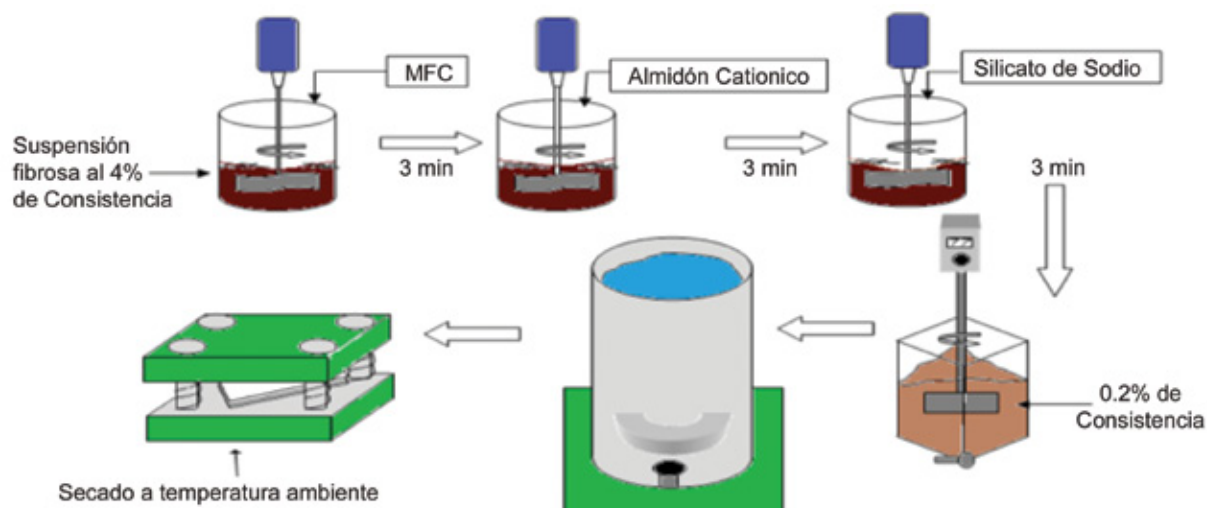 MFC
Almidón Cationico
Silicato de Sodio
Suspensión
fibrosa al 4%
de Consistencia
3 min
3 min
3 min
0.2% de
Consistencia
Secado a temperatura ambiente